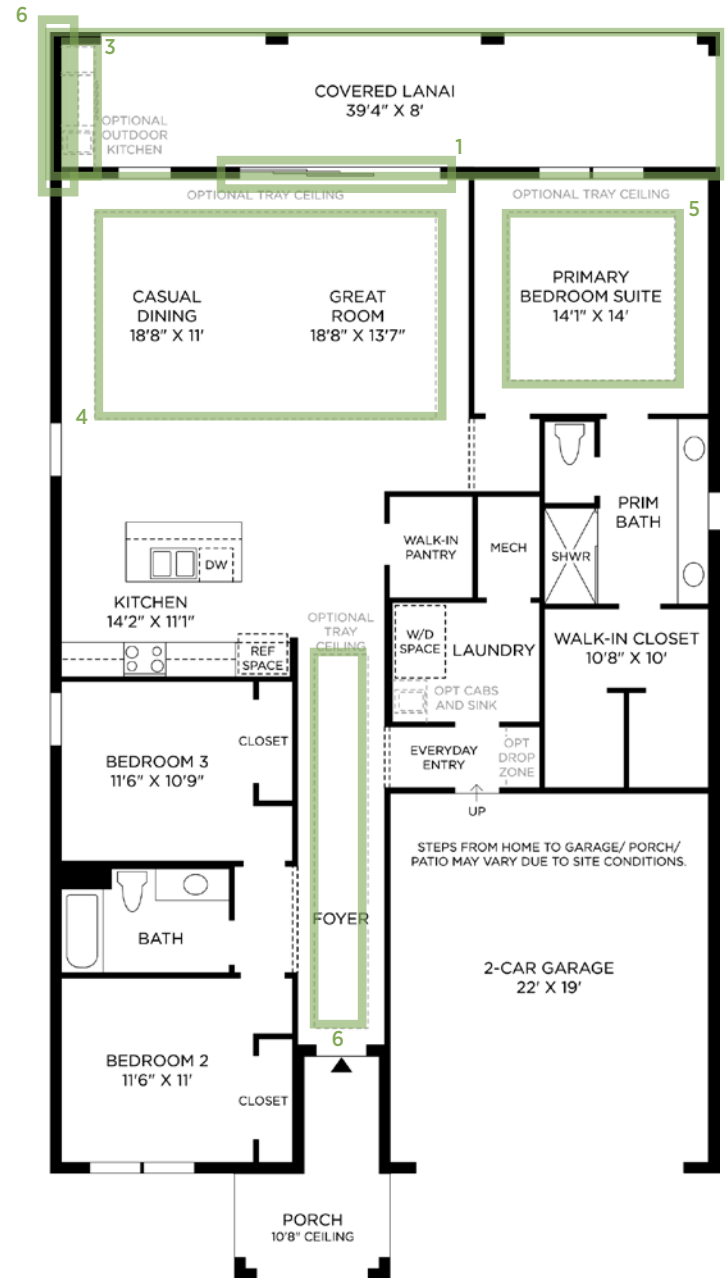 6
3
COVERED LANAI
39'4" X 8'
OPTIONAL
OUTDOOR
KITCHEN
1
OPTIONAL TRAY CEILING
OPTIONAL TRAY CEILING
5
CASUAL
DINING
18'8" X 11'
GREAT
ROOM
18'8" X 13'7"
PRIMARY
BEDROOM SUITE
14'1" X 14'
4
PRIM
BATH
WALK-IN
PANTRY
MECH
SHWR
DW
KITCHEN
14'2" X 11'1"
REF
SPACE
OPTIONAL
TRAY
CEILING
W/D
SPACE
LAUNDRY
WALK-IN CLOSET
10'8" X 10'
OPT CABS
AND SINK
CLOSET
BEDROOM 3
11'6" X 10'9"
EVERYDAY
ENTRY
OPT
DROP
ZONE
UP
STEPS FROM HOME TO GARAGE/ PORCH/
PATIO MAY VARY DUE TO SITE CONDITIONS.
FOYER
BATH
2-CAR GARAGE
22' X 19'
6
BEDROOM 2
11'6" X 11'
CLOSET
PORCH
10'8" CEILING